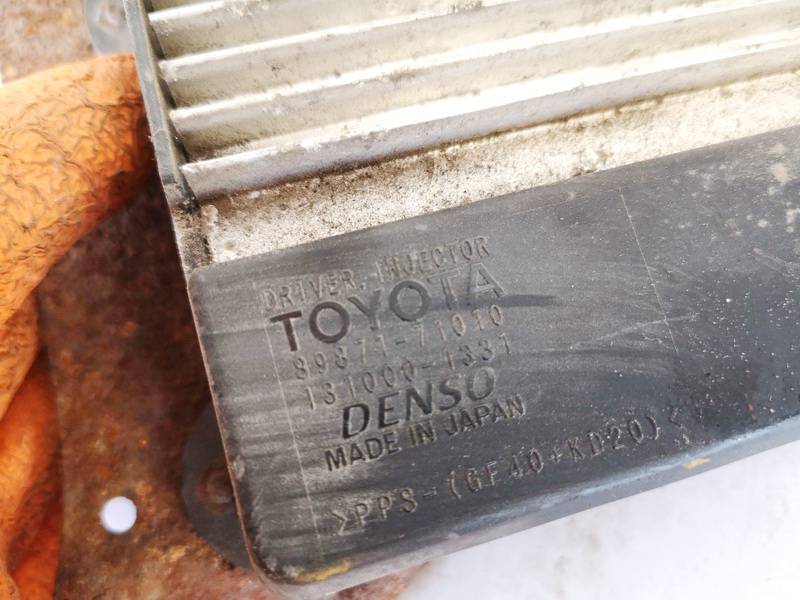 DRIVER, INJECTOR
TOYOTA
89871-71010
131000-1331
DENSO
MADE IN JAPAN
>PPS-(GF40+KD20)<